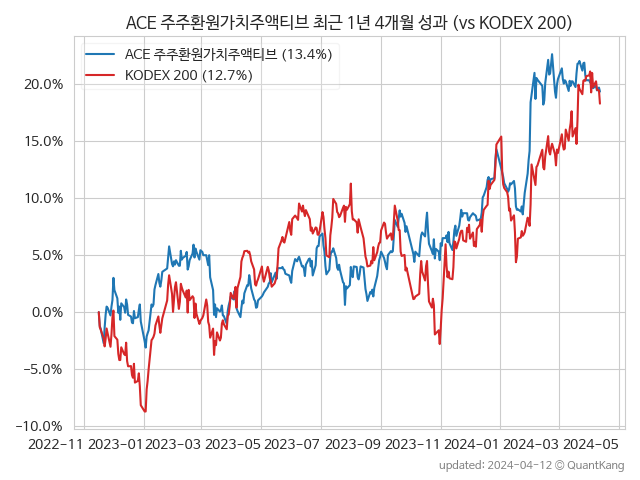 ACE 주주환원가치주액티브 최근 1년 4개월 성과 (vs KODEX 200)
ACE 주주환원가치주액티브 (13.4%)
KODEX 200 (12.7%)
20.0%
15.0%
10.0%
5.0%
0.0%
−5.0%
−10.0%
2022-11 2023-01 2023-03 2023-05 2023-07 2023-09 2023-11 2024-01 2024-03 2024-05
updated: 2024-04-12 © QuantKang